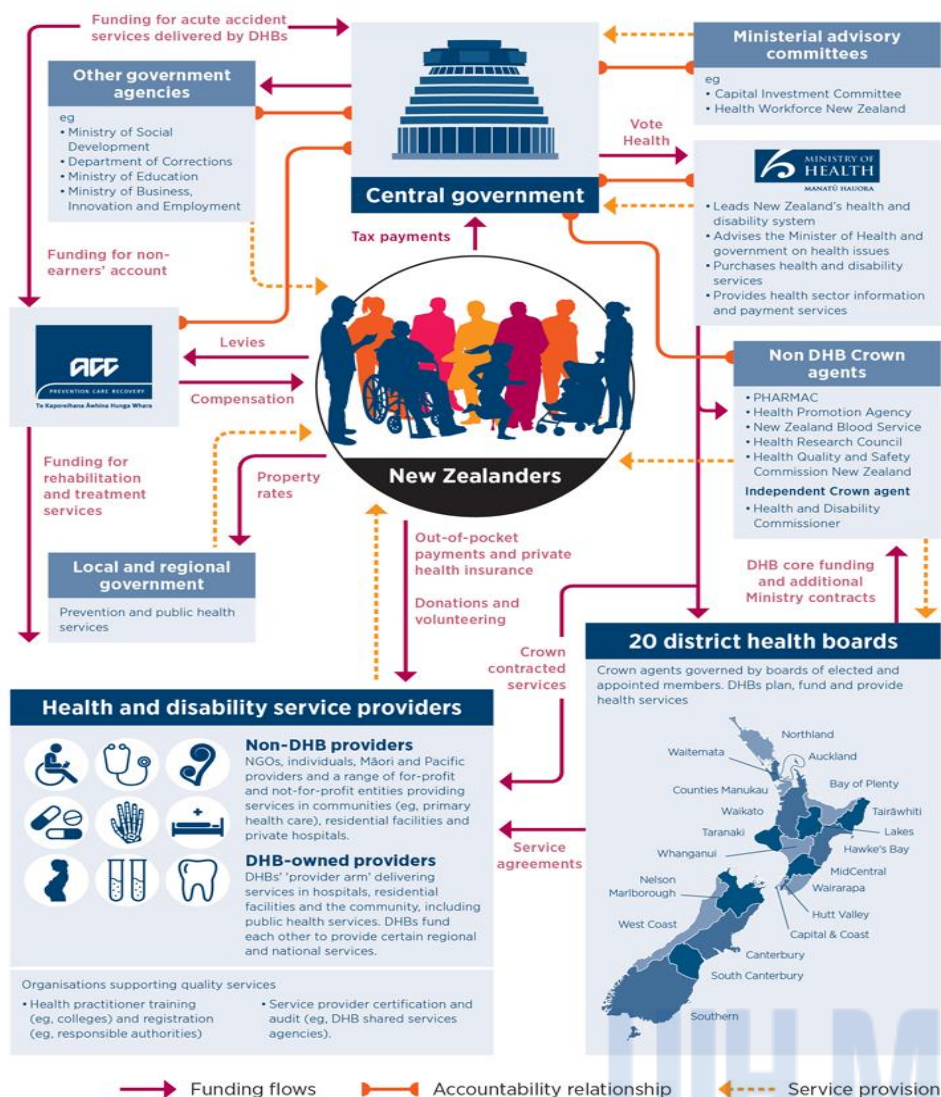 Funding for acute accident
services delivered by DHBs
Other government
agencies
eg
• Ministry of Social
Development
• Department of Corrections
• Ministry of Education
• Ministry of Business,
Innovation and Employment
Central government
Ministerial advisory
committees
eg
• Capital Investment Committee
• Health Workforce New Zealand
Vote
Health
MINISTRY OF
HEALTH
MANATŪ HAUORA
• Leads New Zealand's health and
disability system
• Advises the Minister of Health and
government on health issues
• Purchases health and disability
services
• Provides health sector information
and payment services
Tax payments
Funding for non-
earners' account
ACC
PREVENTION CARE RECOVERY
Te Kaporeihana Āwhina Hunga Whara
Levies
Compensation
New Zealanders
Non DHB Crown
agents
• PHARMAC
• Health Promotion Agency
• New Zealand Blood Service
• Health Research Council
• Health Quality and Safety
Commission New Zealand
Independent Crown agent
• Health and Disability
Commissioner
Funding for
rehabilitation
and treatment
services
Property
rates
Local and regional
government
Prevention and public health
services
Out-of-pocket
payments and private
health insurance
Donations and
volunteering
Crown
contracted
services
DHB core funding
and additional
Ministry contracts
20 district health boards
Crown agents governed by boards of elected and
appointed members. DHBs plan, fund and provide
health services
Northland
Waitemata
Auckland
Counties Manukau
Bay of Plenty
Waikato
Tairāwhiti
Taranaki
Lakes
Whanganui
Hawke's Bay
MidCentral
Nelson
Marlborough
Wairarapa
Hutt Valley
West Coast
Capital & Coast
Canterbury
South Canterbury
Southern
Health and disability service providers
Non-DHB providers
NGOs, individuals, Māori and Pacific
providers and a range of for-profit
and not-for-profit entities providing
services in communities (eg, primary
health care), residential facilities and
private hospitals.
DHB-owned providers
DHBs' 'provider arm' delivering
services in hospitals, residential
facilities and the community, including
public health services. DHBs fund
each other to provide certain regional
and national services.
Service
agreements
Organisations supporting quality services
• Health practitioner training
(eg, colleges) and registration
(eg, responsible authorities)
• Service provider certification and
audit (eg, DHB shared services
agencies).
Funding flows
Accountability relationship
Service provision